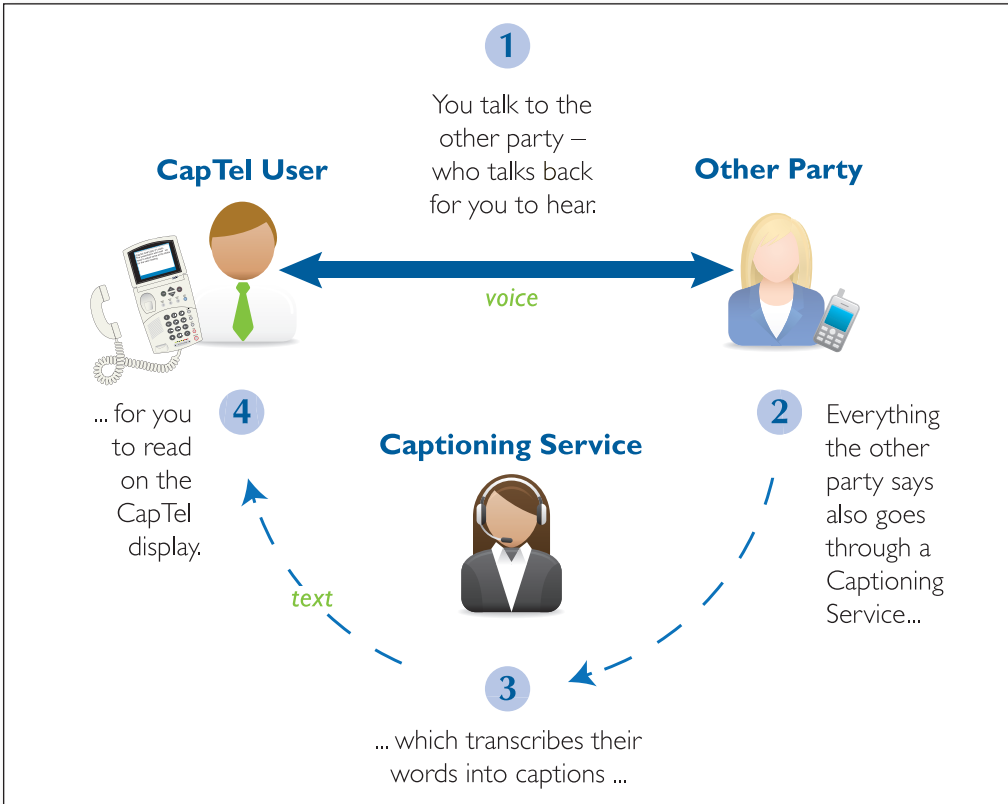 1
You talk to the
other party –
who talks back
for you to hear.
CapTel User
Other Party
voice
2
Everything
the other
party says
also goes
through a
Captioning
Service...
Captioning Service
3
... which transcribes their
words into captions ...
text
4
... for you
to read
on the
CapTel
display.